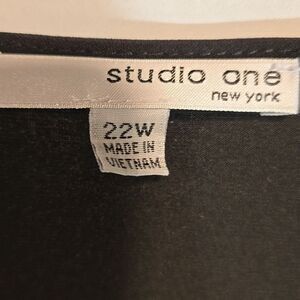 studio one
new york
22W
MADE IN
VIETNAM